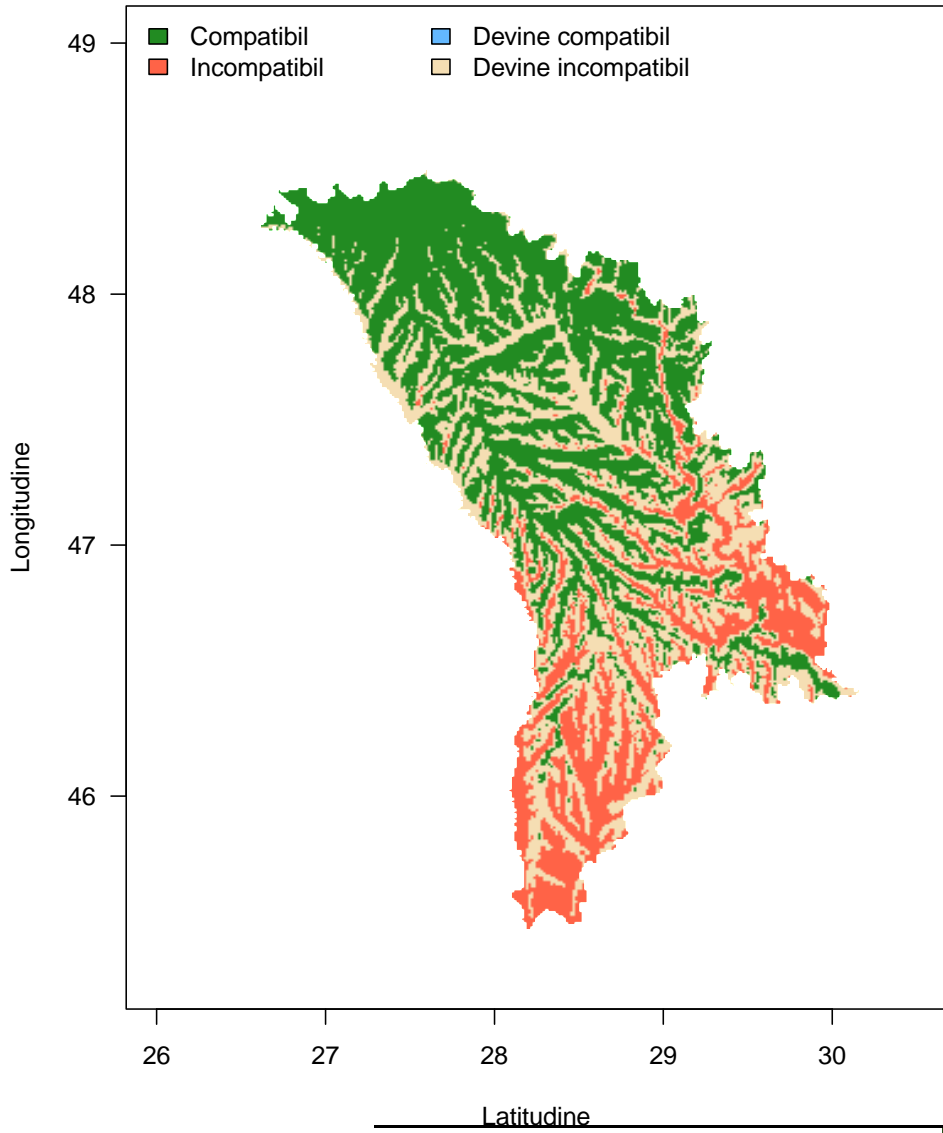 Compatibil Devine compatibil
Incompatibil Devine incompatibil
49
48
47
46
Longitudine
26 27 28 29 30
Latitudine